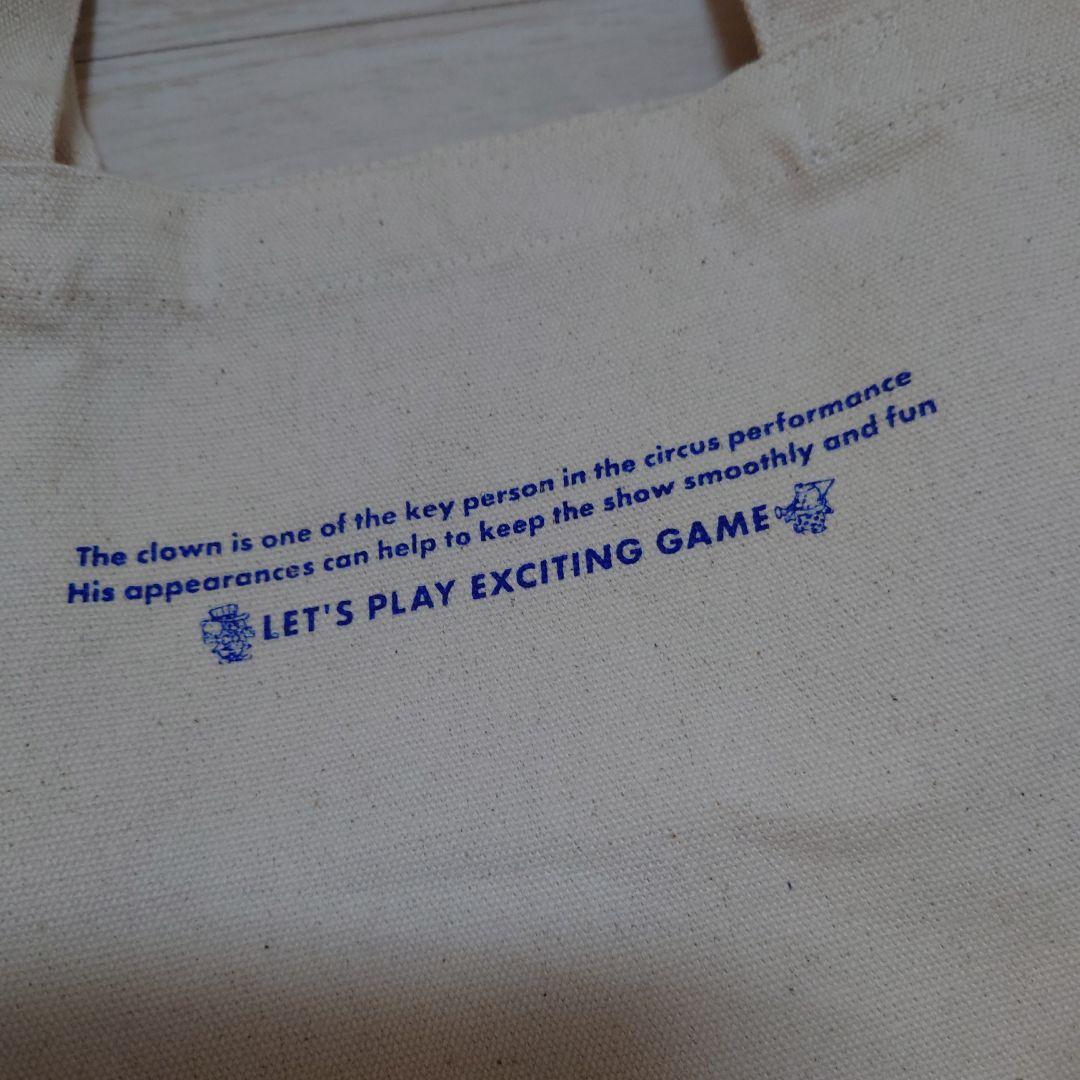 The clown is one of the key person in the circus performance
His appearances can help to keep the show smoothly and fun
LET'S PLAY EXCITING GAME